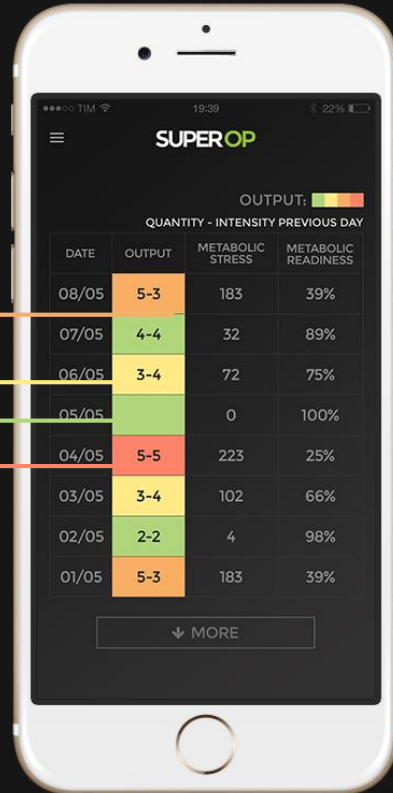 TIM 19:39 22%
SUPEROP
OUTPUT:
QUANTITY - INTENSITY PREVIOUS DAY
DATE OUTPUT METABOLIC STRESS METABOLIC READINESS
08/05 5-3 183 39%
07/05 4-4 32 89%
06/05 3-4 72 75%
05/05 0 100%
04/05 5-5 223 25%
03/05 3-4 102 66%
02/05 2-2 4 98%
01/05 5-3 183 39%
MORE